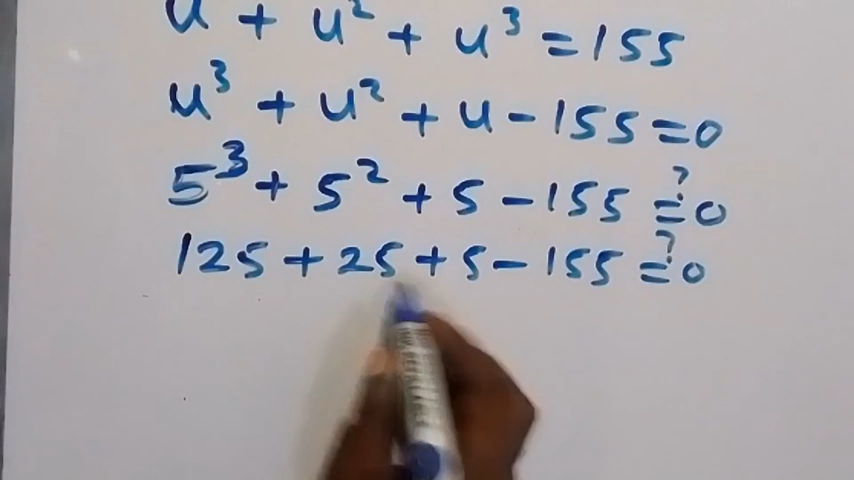 u + u² + u³ = 155
u³ + u² + u - 155 = 0
5³ + 5² + 5 - 155 ≟ 0
125 + 25 + 5 - 155 ≟ 0